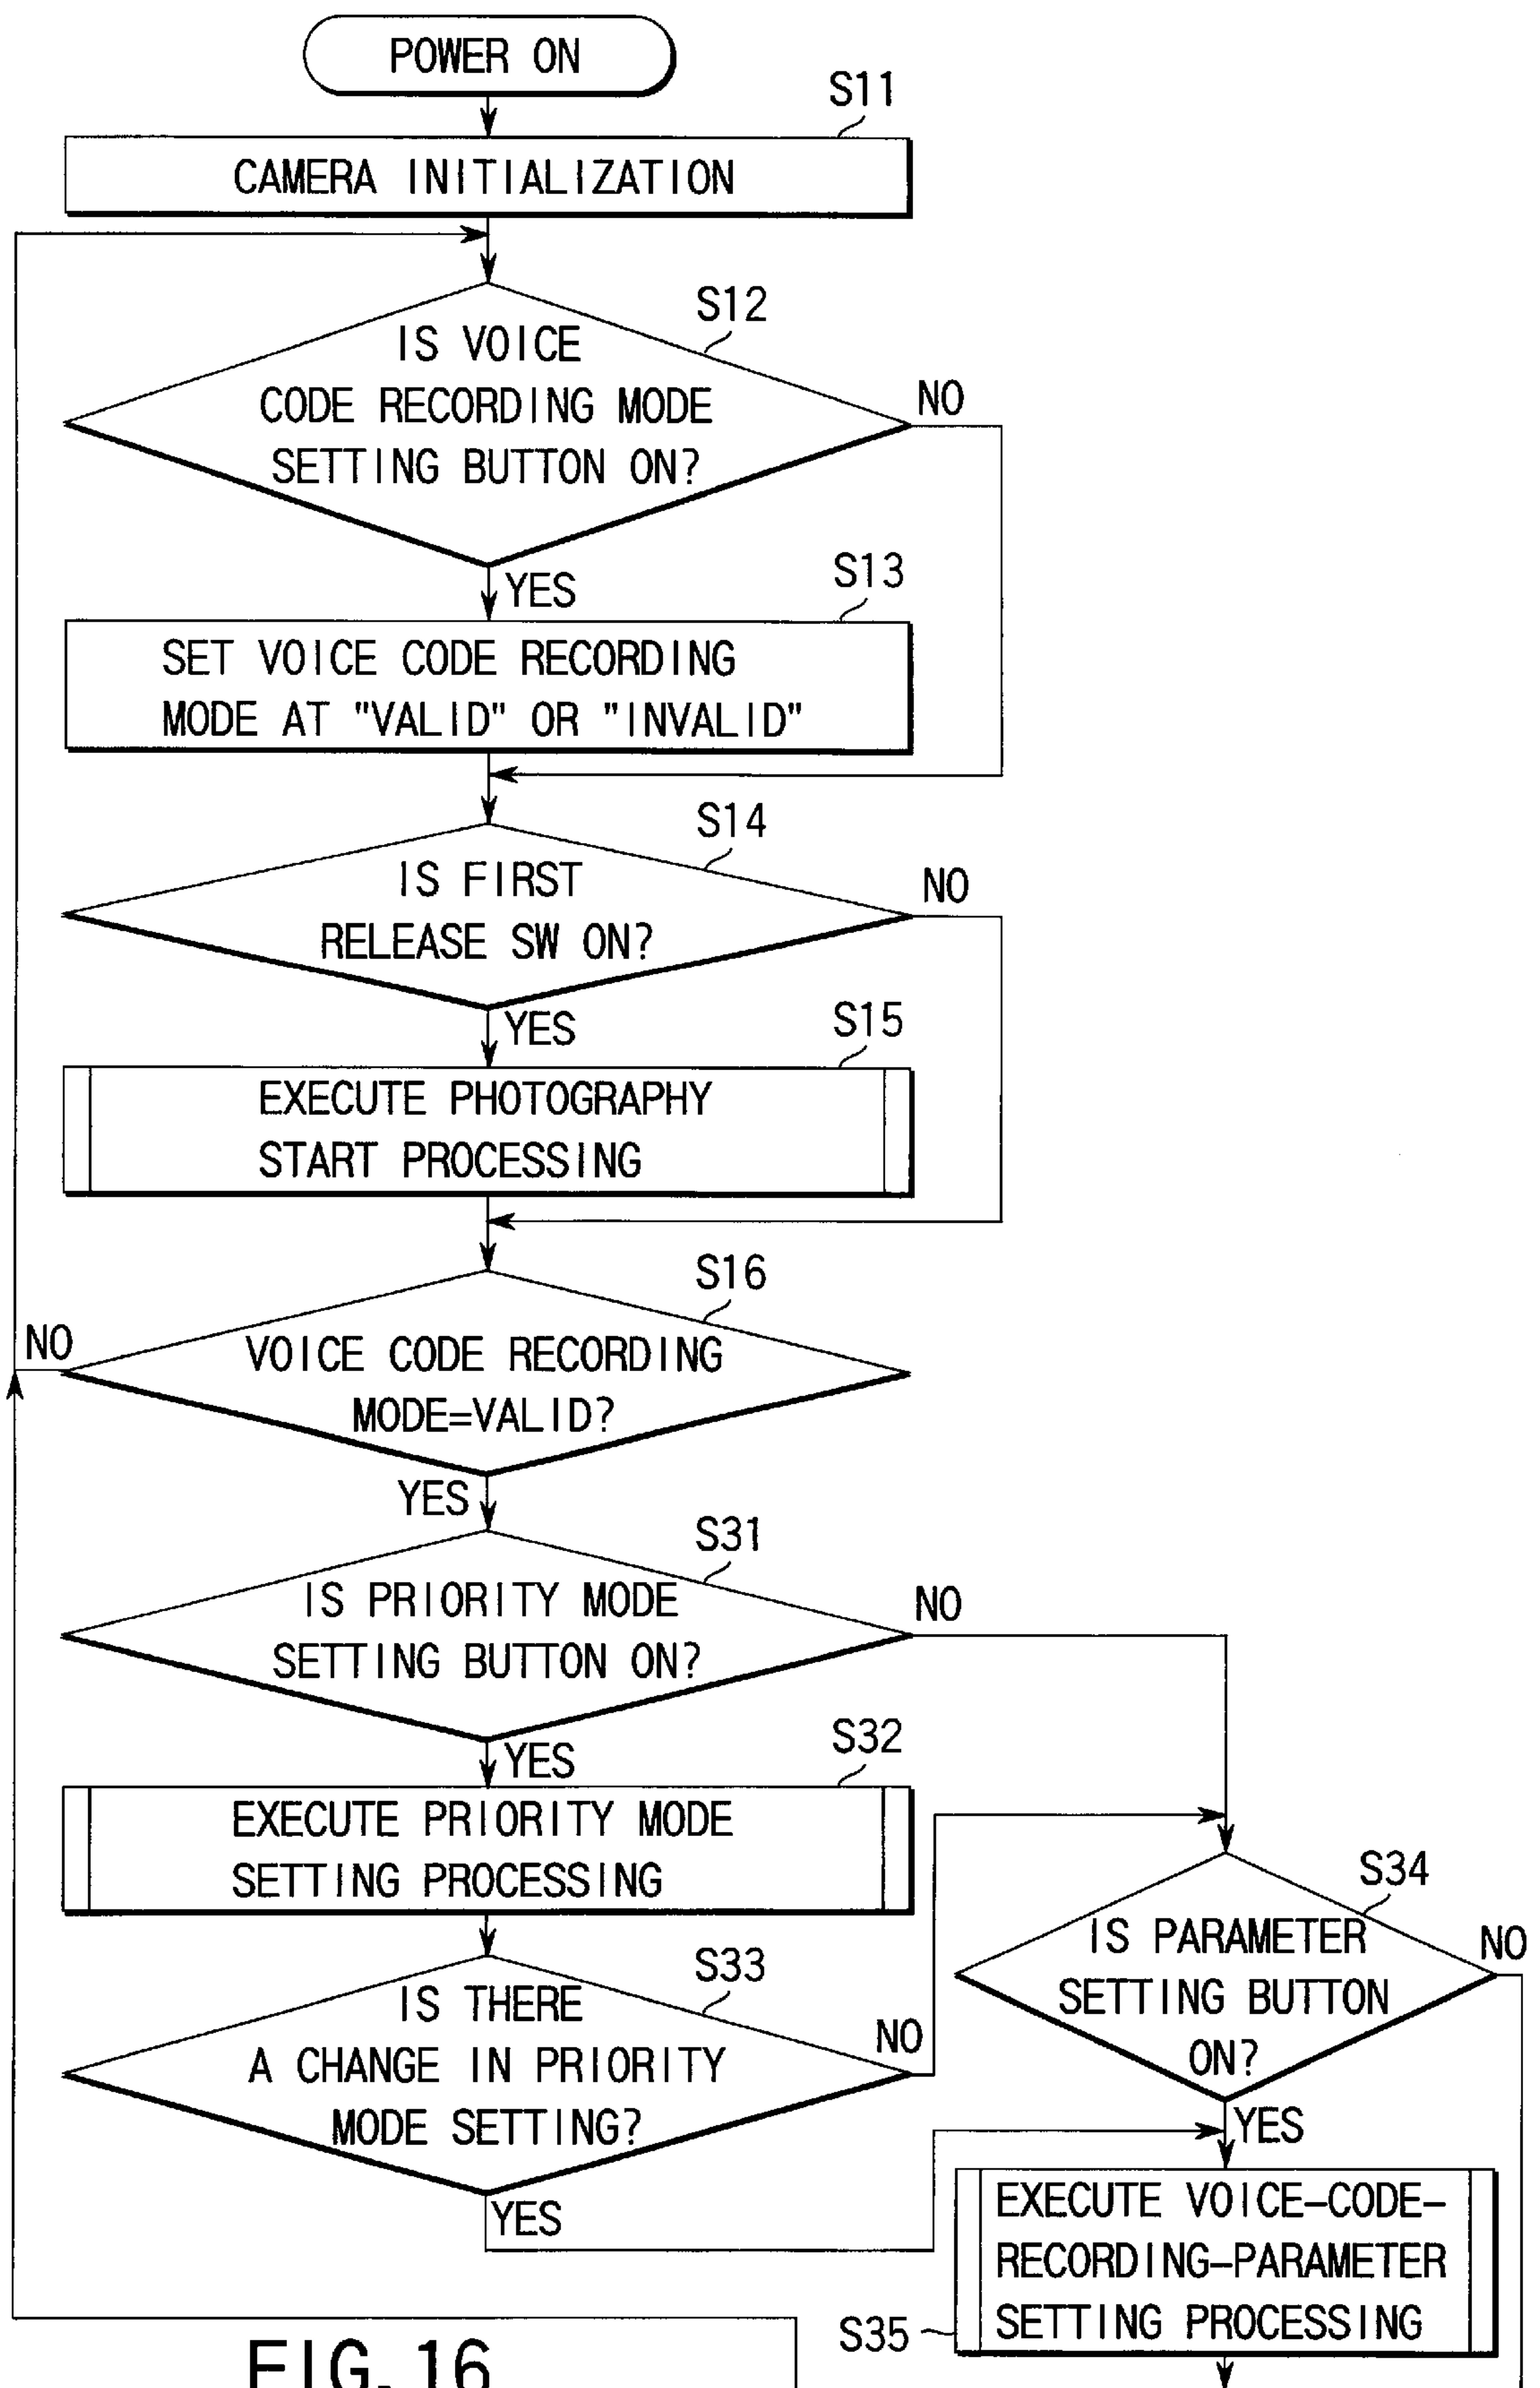 POWER ON
S11
CAMERA INITIALIZATION
S12
IS VOICE
CODE RECORDING MODE
SETTING BUTTON ON?
NO
YES
S13
SET VOICE CODE RECORDING
MODE AT "VALID" OR "INVALID"
S14
IS FIRST
RELEASE SW ON?
NO
YES
S15
EXECUTE PHOTOGRAPHY
START PROCESSING
S16
NO
VOICE CODE RECORDING
MODE=VALID?
YES
S31
IS PRIORITY MODE
SETTING BUTTON ON?
NO
YES
S32
EXECUTE PRIORITY MODE
SETTING PROCESSING
S33
IS THERE
A CHANGE IN PRIORITY
MODE SETTING?
NO
YES
S34
IS PARAMETER
SETTING BUTTON
ON?
NO
YES
EXECUTE VOICE-CODE-
RECORDING-PARAMETER
SETTING PROCESSING
S35
FIG. 16